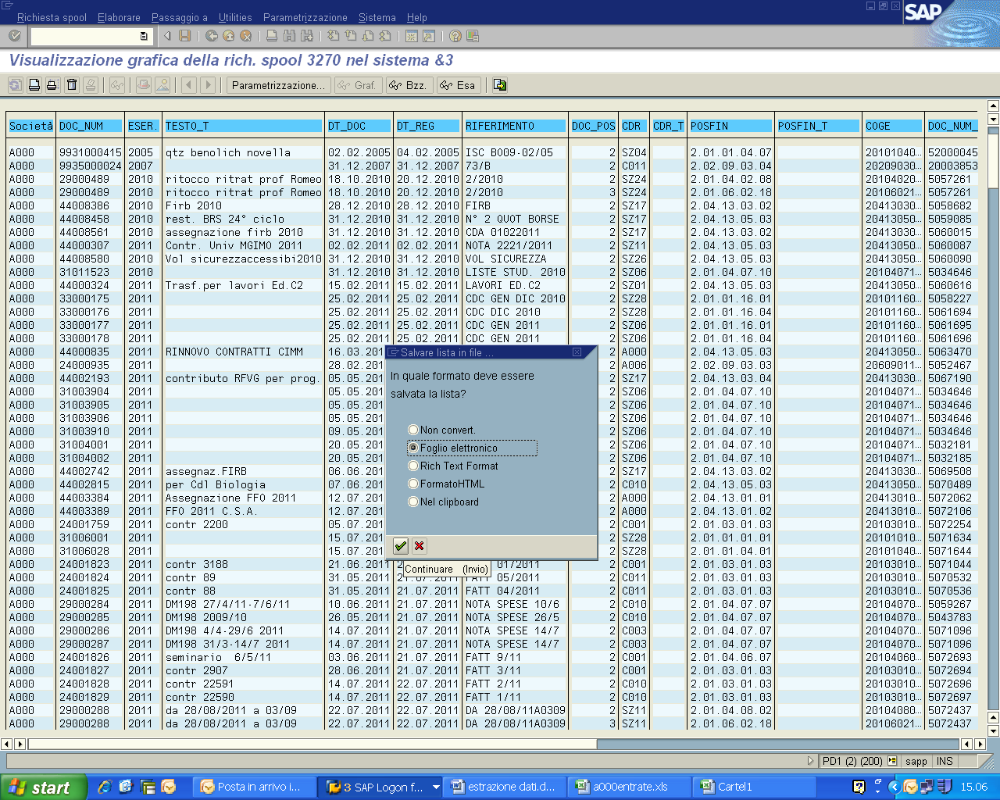 Richiesta spool Elaborare Passaggio a Utilities Parametrizzazione Sistema Help
SAP
Visualizzazione grafica della rich. spool 3270 nel sistema &3
Parametrizzazione... Graf. Bzz. Esa
Società DOC_NUM ESER. TESTO_T DT_DOC DT_REG RIFERIMENTO DOC_POS CDR CDR_T POSFIN POSFIN_T COGE DOC_NUM_
A000 9931000415 2005 qtz benolich novella 02.02.2005 04.02.2005 ISC B009-02/05 2 SZ04 2.01.01.04.07 20101040... 52000045
A000 9935000024 2007 31.12.2007 31.12.2007 73/B 2 C011 2.02.09.03.04 20209030... 20003853
A000 29000489 2010 ritocco ritrat prof Romeo 18.10.2010 20.12.2010 2/2010 2 SZ24 2.01.04.02.08 20104020... 5057261
A000 29000489 2010 ritocco ritrat prof Romeo 18.10.2010 20.12.2010 2/2010 3 SZ24 2.01.06.02.18 20106021... 5057261
A000 44008386 2010 Firb 2010 28.12.2010 28.12.2010 FIRB 2 SZ17 2.04.13.03.02 20413030... 5058682
A000 44008458 2010 rest. BRS 24° ciclo 31.12.2010 31.12.2010 N° 2 QUOT BORSE 2 SZ17 2.04.13.05.03 20413050... 5059085
A000 44008561 2010 assegnazione firb 2010 31.12.2010 31.12.2010 CDA 01022011 2 SZ17 2.04.13.03.02 20413030... 5060015
A000 44000307 2011 Contr. Univ MGIMO 2011 02.02.2011 02.02.2011 NOTA 2221/2011 2 SZ11 2.04.13.05.03 20413050... 5060087
A000 44008580 2010 Vol sicurezzaccessibi2010 31.12.2010 31.12.2010 VOL SICUREZZA 2 SZ26 2.04.13.05.03 20413050... 5060090
A000 31011523 2010 31.12.2010 31.12.2010 LISTE STUD. 2010 2 SZ06 2.01.04.07.10 20104071... 5034646
A000 44000324 2011 Trasf.per lavori Ed.C2 15.02.2011 15.02.2011 LAVORI ED.C2 2 SZ01 2.04.13.05.03 20413050... 5060616
A000 33000175 2011 25.02.2011 25.02.2011 CDC GEN DIC 2010 2 SZ28 2.01.01.16.01 20101160... 5058227
A000 33000176 2011 25.02.2011 25.02.2011 CDC DIC 2010 2 SZ28 2.01.01.16.04 20101160... 5061694
A000 33000177 2011 25.02.2011 25.02.2011 CDC GEN 2011 2 SZ06 2.01.01.16.01 20101160... 5061695
A000 33000178 2011 25.02.2011 25.02.2011 CDC GEN 2011 2 SZ06 2.01.01.16.04 20101160... 5061696
A000 44000835 2011 RINNOVO CONTRATTI CIMM 16.03.201 2 A000 2.04.13.05.03 20413050... 5063470
A000 24000935 2011 28.02.201 2 A006 2.02.09.03.03 20609011... 5052467
A000 44002193 2011 contributo RFVG per prog. 05.05.201 2 SZ17 2.04.13.03.04 20413030... 5067190
A000 31003904 2011 05.05.201 2 SZ06 2.01.04.07.10 20104071... 5034646
A000 31003905 2011 05.05.201 2 SZ06 2.01.04.07.10 20104071... 5034646
A000 31003906 2011 05.05.201 2 SZ06 2.01.04.07.10 20104071... 5034646
A000 31003910 2011 09.05.201 2 SZ06 2.01.04.07.10 20104071... 5034646
A000 31004001 2011 20.05.201 2 SZ06 2.01.04.07.10 20104071... 5032181
A000 31004002 2011 20.05.201 2 SZ06 2.01.04.07.10 20104071... 5032185
A000 44002742 2011 assegnaz.FIRB 06.06.201 2 SZ17 2.04.13.03.02 20413030... 5069508
A000 44002815 2011 per Cdl Biologia 07.06.201 2 C010 2.04.13.05.03 20413050... 5070489
A000 44003384 2011 Assegnazione FFO 2011 12.07.201 2 A000 2.04.13.01.01 20413010... 5072062
A000 44003389 2011 FFO 2011 C.S.A. 12.07.201 2 A000 2.04.13.01.02 20413010... 5072106
A000 24001759 2011 contr 2200 05.07.201 2 C001 2.01.03.01.03 20103010... 5072254
A000 31006001 2011 15.07.201 2 SZ28 2.01.01.01.01 20101010... 5071634
A000 31006028 2011 15.07.201 2 SZ28 2.01.01.04.01 20101040... 5071644
A000 24001823 2011 contr 3188 21.06.2011 2 01/2011 2 C001 2.01.03.01.03 20103010... 5071044
A000 24001824 2011 contr 89 31.05.2011 21.07.2011 FATT 05/2011 2 C011 2.01.03.01.03 20103010... 5070532
A000 24001825 2011 contr 88 31.05.2011 21.07.2011 FATT 04/2011 2 C011 2.01.03.01.03 20103010... 5070536
A000 29000284 2011 DM198 27/4/11-7/6/11 10.06.2011 21.07.2011 NOTA SPESE 10/6 2 C010 2.01.04.07.07 20104070... 5059267
A000 29000285 2011 DM198 2009/10 26.05.2011 21.07.2011 NOTA SPESE 26/5 2 C010 2.01.04.07.07 20104070... 5043783
A000 29000286 2011 DM198 4/4-29/6 2011 14.07.2011 21.07.2011 NOTA SPESE 14/7 2 C003 2.01.04.07.07 20104070... 5071096
A000 29000287 2011 DM198 31/3-14/7 2011 14.07.2011 21.07.2011 NOTA SPESE 14/7 2 C003 2.01.04.07.07 20104070... 5071096
A000 24001826 2011 seminario 6/5/11 03.06.2011 21.07.2011 FATT 9/11 2 C001 2.01.04.06.07 20104060... 5072693
A000 24001827 2011 contr 2907 28.06.2011 21.07.2011 FATT 3/11 2 C001 2.01.03.01.03 20103010... 5072694
A000 24001828 2011 contr 22591 14.07.2011 22.07.2011 FATT 2/11 2 C010 2.01.03.01.03 20103010... 5072696
A000 24001829 2011 contr 22590 14.07.2011 22.07.2011 FATT 1/11 2 C010 2.01.03.01.03 20103010... 5072697
A000 29000288 2011 da 28/08/2011 a 03/09 22.07.2011 22.07.2011 DA 28/08/11A0309 2 SZ11 2.01.04.08.02 20104080... 5072437
A000 29000288 2011 da 28/08/2011 a 03/09 22.07.2011 22.07.2011 DA 28/08/11A0309 3 SZ11 2.01.06.02.18 20106021... 5072437
Salvare lista in file ...
In quale formato deve essere
salvata la lista?
Non convert.
Foglio elettronico
Rich Text Format
FormatoHTML
Nel clipboard
Continuare (Invio)
PD1 (2) (200) sapp INS
start Posta in arrivo i... 3 SAP Logon f... estrazione dati.d... a000entrate.xls Cartel1 15.06